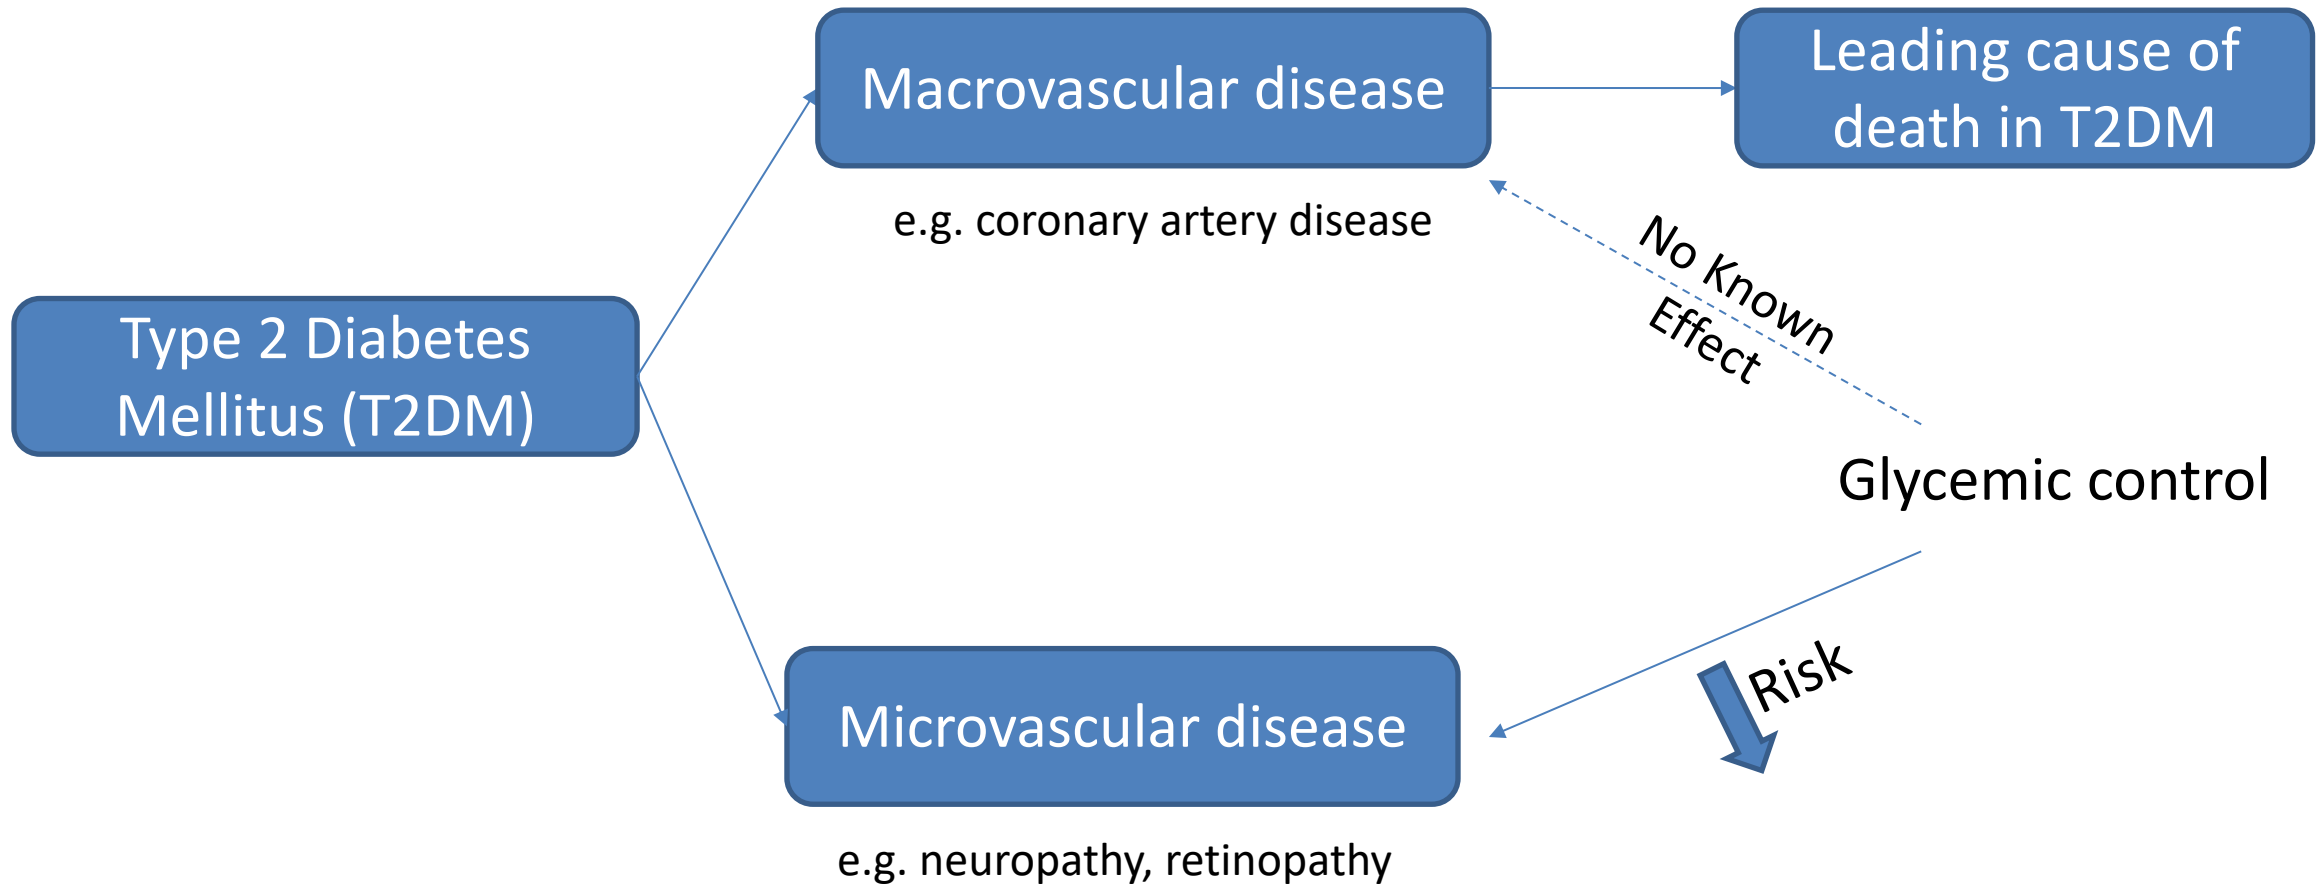 Macrovascular disease
Leading cause of
death in T2DM
e.g. coronary artery disease
No Known
Effect
Type 2 Diabetes
Mellitus (T2DM)
Glycemic control
Risk
Microvascular disease
e.g. neuropathy, retinopathy